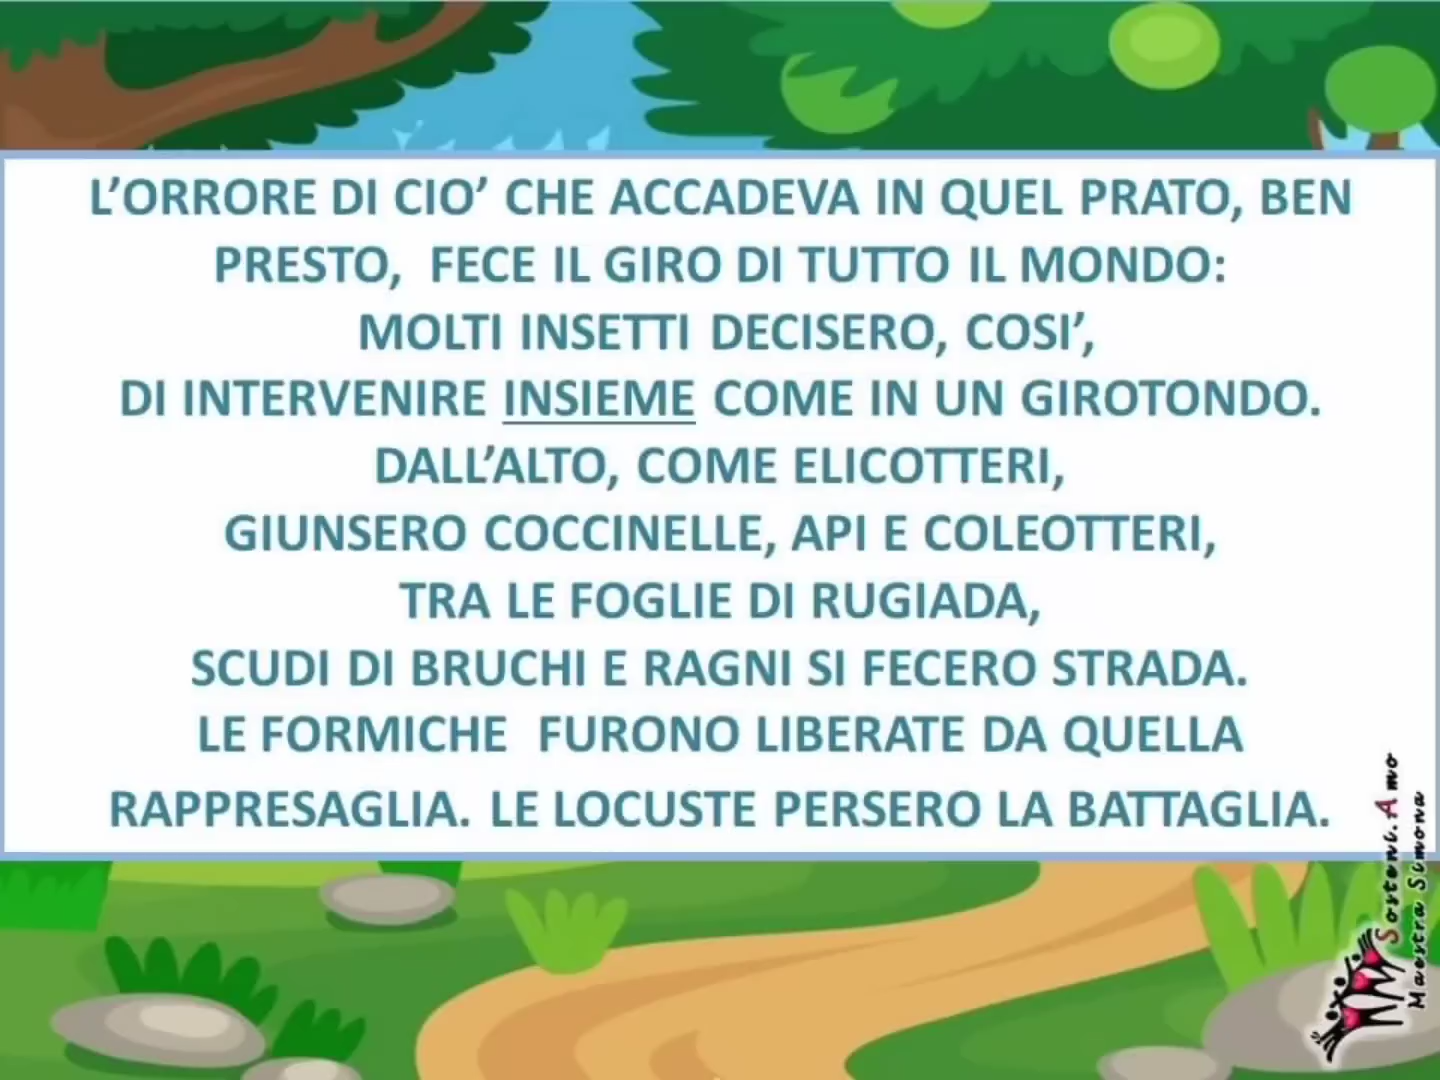 L’ORRORE DI CIO’ CHE ACCADEVA IN QUEL PRATO, BEN
PRESTO, FECE IL GIRO DI TUTTO IL MONDO:
MOLTI INSETTI DECISERO, COSI’,
DI INTERVENIRE INSIEME COME IN UN GIROTONDO.
DALL’ALTO, COME ELICOTTERI,
GIUNSERO COCCINELLE, API E COLEOTTERI,
TRA LE FOGLIE DI RUGIADA,
SCUDI DI BRUCHI E RAGNI SI FECERO STRADA.
LE FORMICHE FURONO LIBERATE DA QUELLA
RAPPRESAGLIA. LE LOCUSTE PERSERO LA BATTAGLIA.
Sosteni.Amo
Maestra Simona